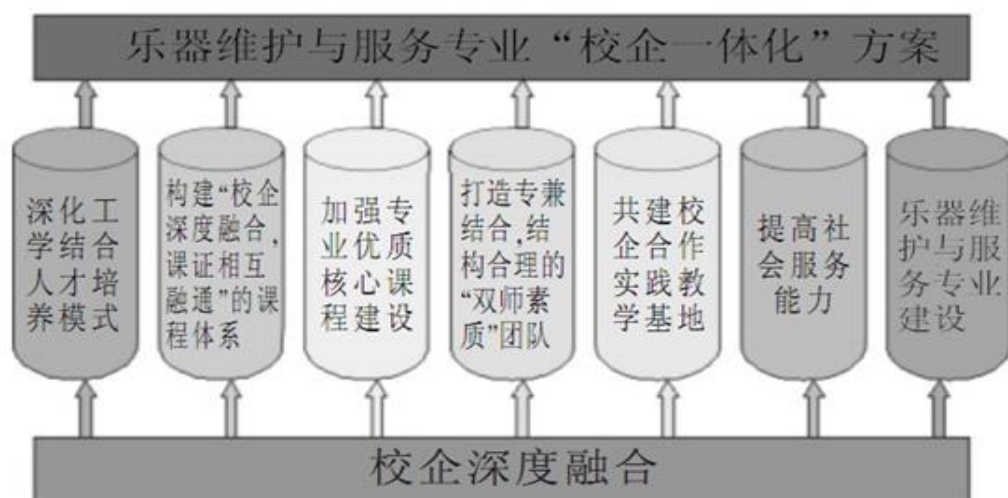 乐器维护与服务专业“校企一体化”方案
深化工
学结合
人才培
养模式
构建“校企
深度融合，
课证相互
融通”的课
程体系
加强专
业优质
核心课
程建设
打造专兼
结合，结
构合理的
“双师素
质”团队
共建校
企合作
实践教
学基地
提高社
会服务
能力
乐器维
护与服
务专业
建设
校企深度融合